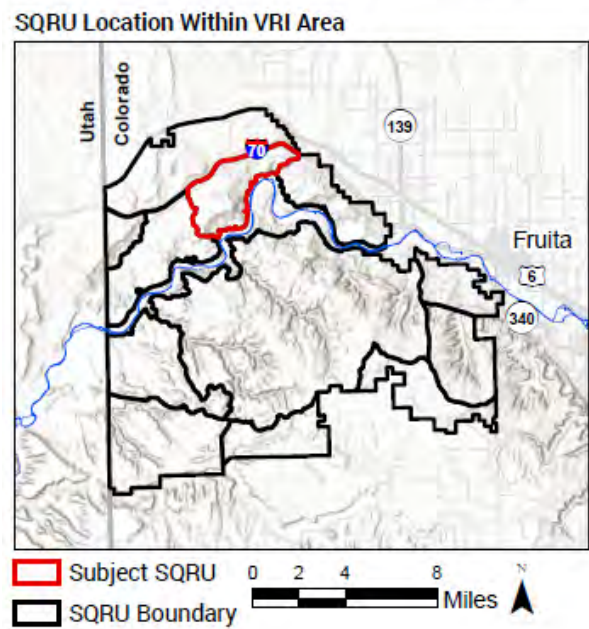 SQRU Location Within VRI Area
Utah
Colorado
70
139
Fruita
6
340
Subject SQRU
SQRU Boundary
0 2 4 8
Miles
N